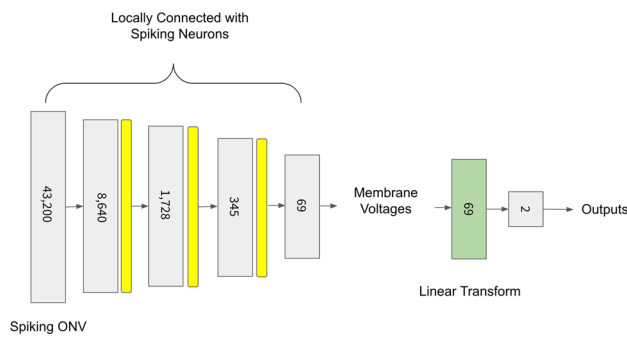 Locally Connected with
Spiking Neurons
43,200
8,640
1,728
345
69
Membrane
Voltages
69
2
Outputs
Linear Transform
Spiking ONV